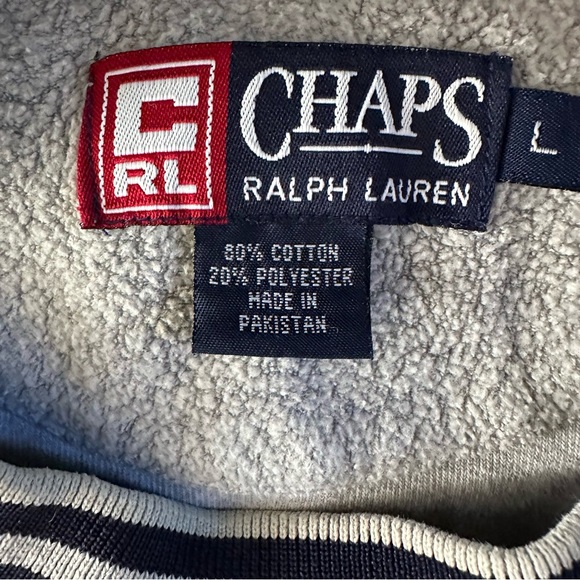 C
RL
CHAPS
RALPH LAUREN
L
80% COTTON
20% POLYESTER
MADE IN
PAKISTAN